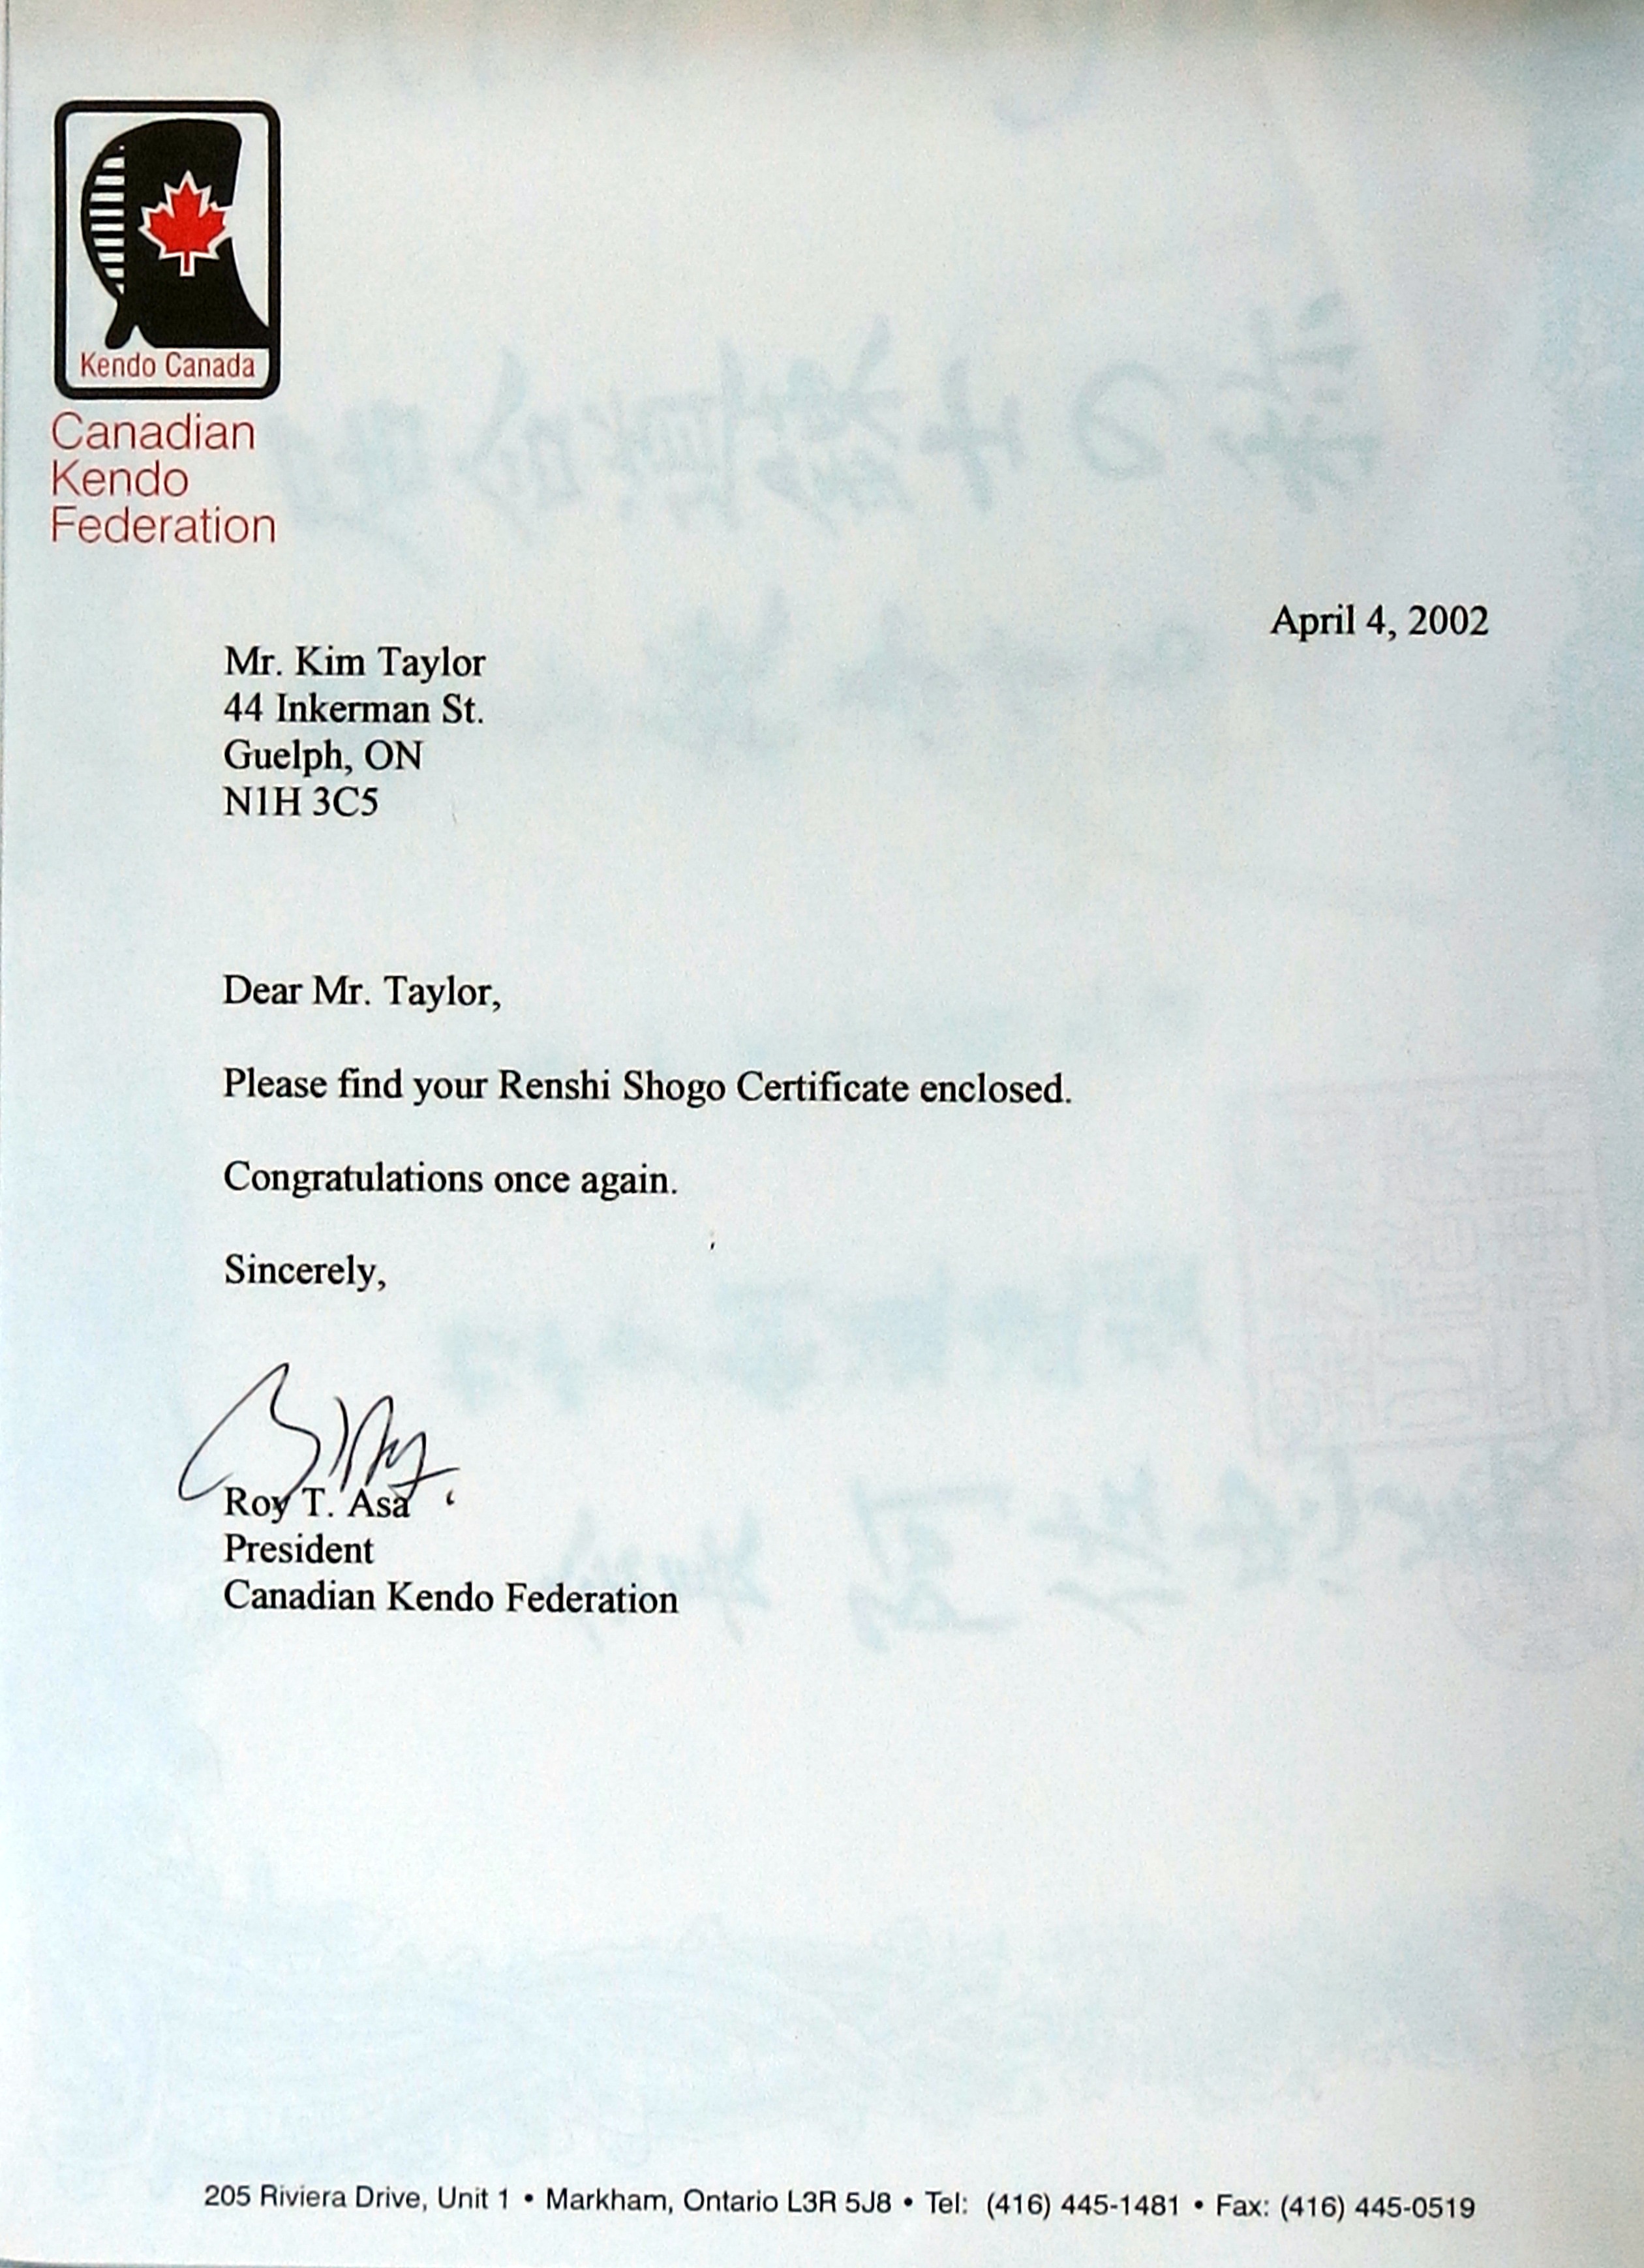 Kendo Canada
Canadian
Kendo
Federation
April 4, 2002
Mr. Kim Taylor
44 Inkerman St.
Guelph, ON
N1H 3C5
Dear Mr. Taylor,
Please find your Renshi Shogo Certificate enclosed.
Congratulations once again.
Sincerely,
Roy T. Asa
President
Canadian Kendo Federation
205 Riviera Drive, Unit 1 • Markham, Ontario L3R 5J8 • Tel: (416) 445-1481 • Fax: (416) 445-0519